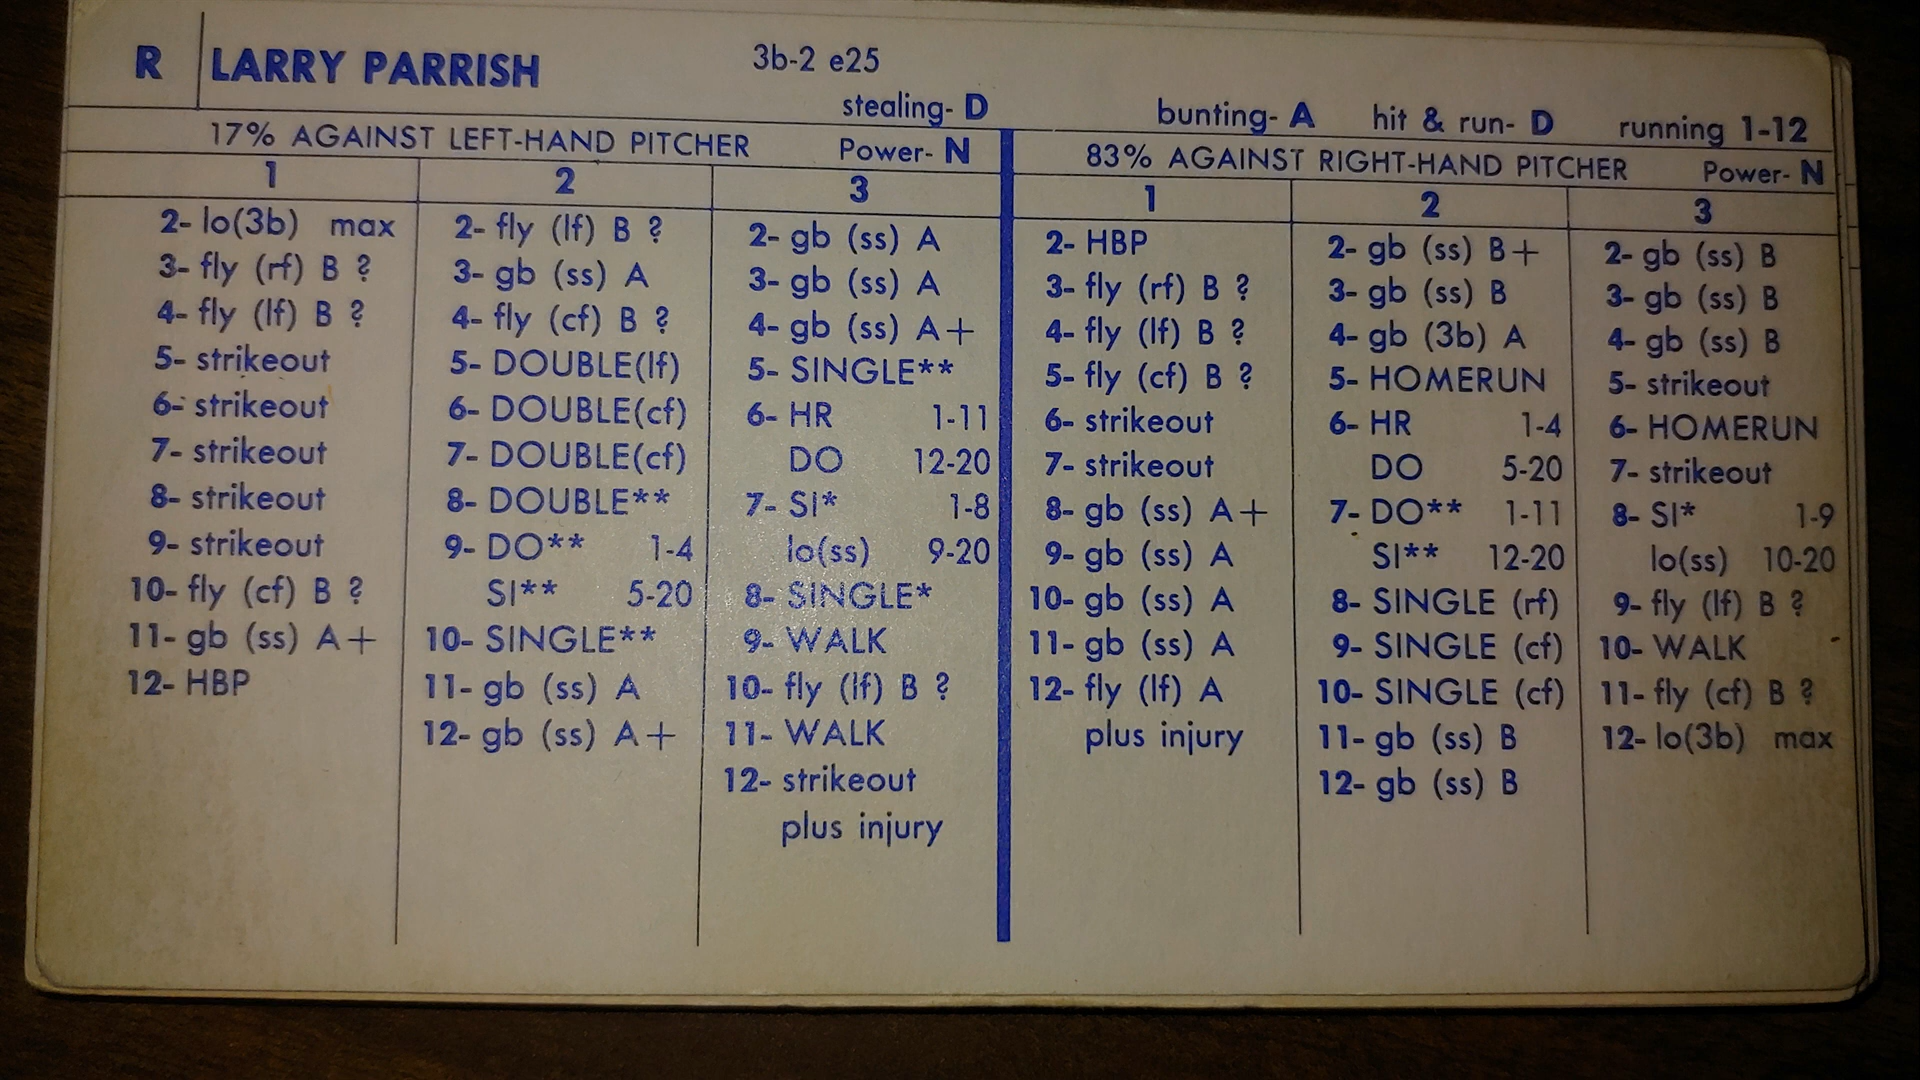 R LARRY PARRISH 3b-2 e25
stealing- D bunting- A hit & run- D running 1-12
17% AGAINST LEFT-HAND PITCHER Power- N
1
2- lo(3b) max
3- fly (rf) B ?
4- fly (lf) B ?
5- strikeout
6- strikeout
7- strikeout
8- strikeout
9- strikeout
10- fly (cf) B ?
11- gb (ss) A+
12- HBP
2
2- fly (lf) B ?
3- gb (ss) A
4- fly (cf) B ?
5- DOUBLE(lf)
6- DOUBLE(cf)
7- DOUBLE(cf)
8- DOUBLE**
9- DO** 1-4
SI** 5-20
10- SINGLE**
11- gb (ss) A
12- gb (ss) A+
3
2- gb (ss) A
3- gb (ss) A
4- gb (ss) A+
5- SINGLE**
6- HR 1-11
DO 12-20
7- SI* 1-8
lo(ss) 9-20
8- SINGLE*
9- WALK
10- fly (lf) B ?
11- WALK
12- strikeout
plus injury
83% AGAINST RIGHT-HAND PITCHER Power- N
1
2- HBP
3- fly (rf) B ?
4- fly (lf) B ?
5- fly (cf) B ?
6- strikeout
7- strikeout
8- gb (ss) A+
9- gb (ss) A
10- gb (ss) A
11- gb (ss) A
12- fly (lf) A
plus injury
2
2- gb (ss) B+
3- gb (ss) B
4- gb (3b) A
5- HOMERUN
6- HR 1-4
DO 5-20
7- DO** 1-11
SI** 12-20
8- SINGLE (rf)
9- SINGLE (cf)
10- SINGLE (cf)
11- gb (ss) B
12- gb (ss) B
3
2- gb (ss) B
3- gb (ss) B
4- gb (ss) B
5- strikeout
6- HOMERUN
7- strikeout
8- SI* 1-9
lo(ss) 10-20
9- fly (lf) B ?
10- WALK
11- fly (cf) B ?
12- lo(3b) max